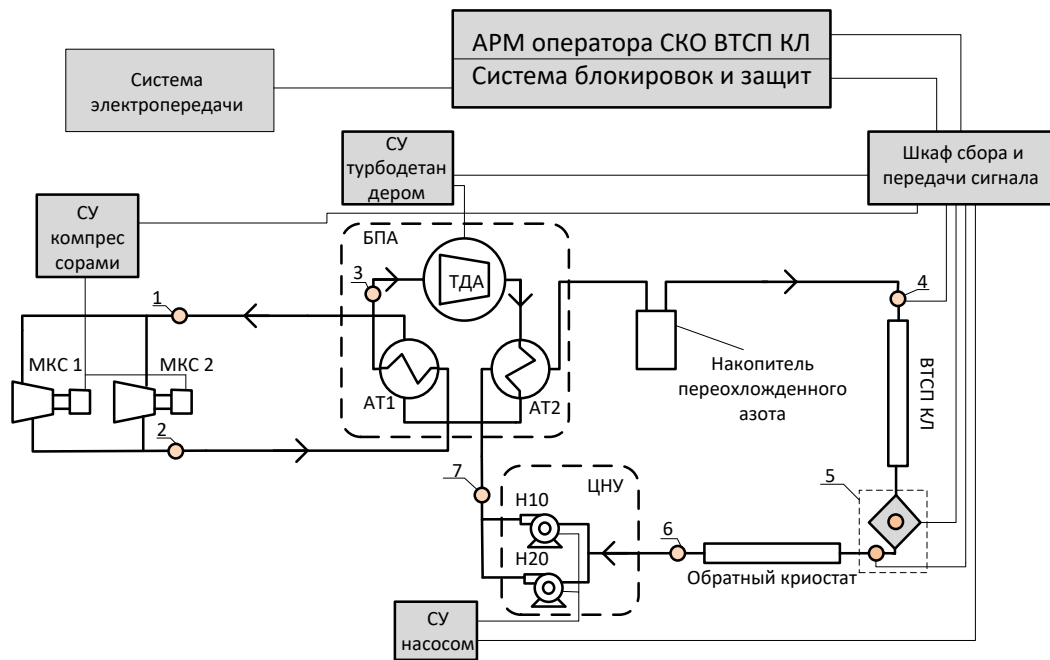 АРМ оператора СКО ВТСП КЛ
Система блокировок и защит
Система
электропередачи
СУ
турбодетан
дером
Шкаф сбора и
передачи сигнала
СУ
компрес
сорами
БПА
ТДА
3
4
1
МКС 1
МКС 2
АТ1
АТ2
Накопитель
переохложденного
азота
ВТСП КЛ
2
7
ЦНУ
5
Н10
6
Н20
Обратный криостат
СУ
насосом